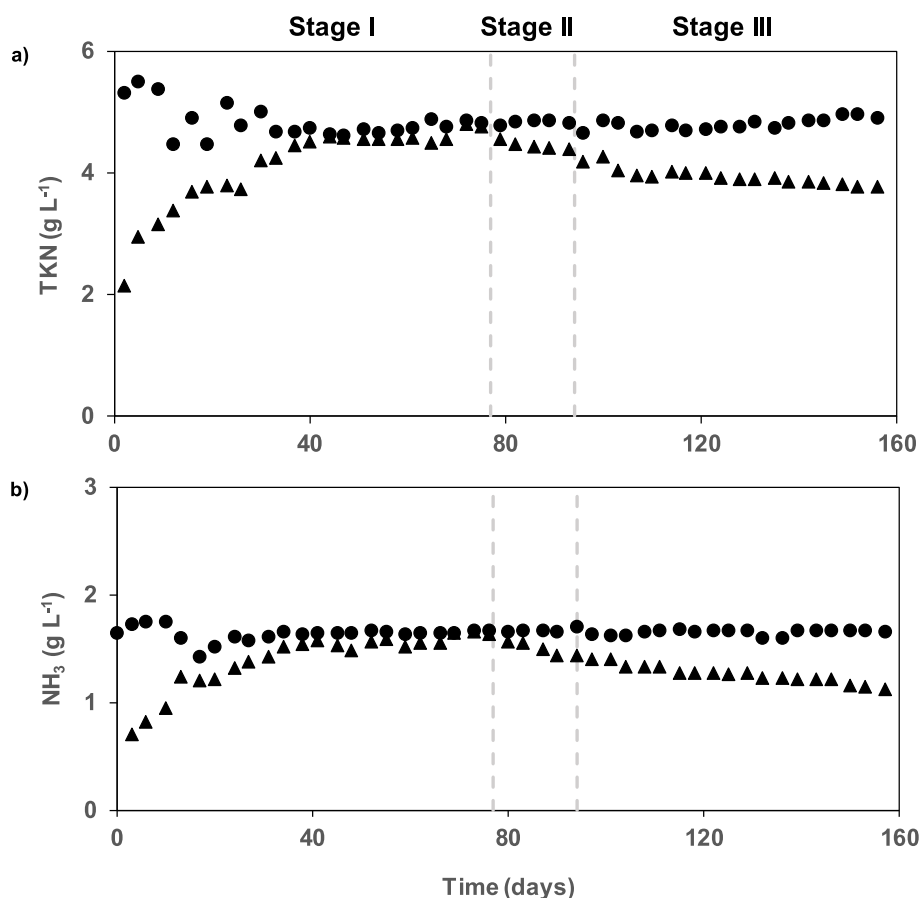 Stage I Stage II Stage III
a)
6
4
2
0
TKN (g L⁻¹)
0 40 80 120 160
b)
3
2
1
0
NH₃ (g L⁻¹)
0 40 80 120 160
Time (days)